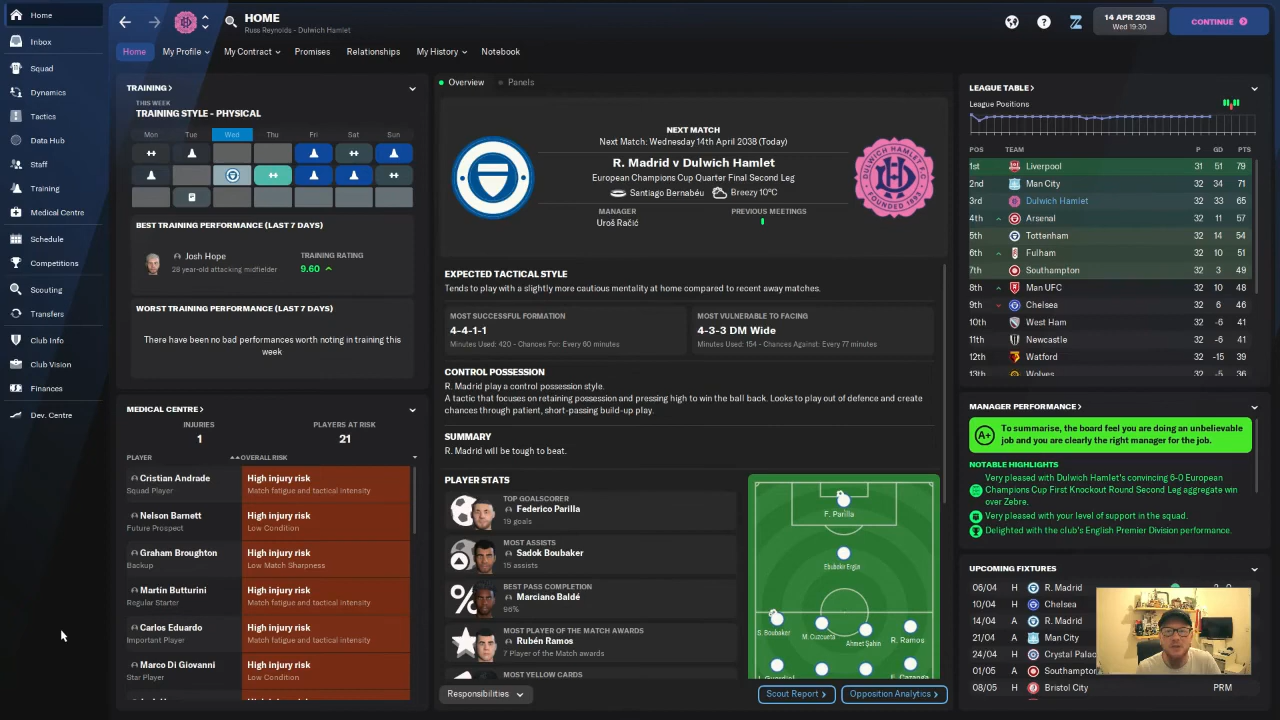 Home
Inbox
Squad
Dynamics
Tactics
Data Hub
Staff
Training
Medical Centre
Schedule
Competitions
Scouting
Transfers
Club Info
Club Vision
Finances
Dev. Centre
HOME
Russ Reynolds - Dulwich Hamlet
14 APR 2038
Wed 19:30
CONTINUE
Home
My Profile
My Contract
Promises
Relationships
My History
Notebook
TRAINING
THIS WEEK
TRAINING STYLE - PHYSICAL
Mon Tue Wed Thu Fri Sat Sun
BEST TRAINING PERFORMANCE (LAST 7 DAYS)
Josh Hope
28 year-old attacking midfielder
TRAINING RATING
9.60
WORST TRAINING PERFORMANCE (LAST 7 DAYS)
There have been no bad performances worth noting in training this
week
MEDICAL CENTRE
INJURIES
1
PLAYERS AT RISK
21
PLAYER OVERALL RISK
Cristian Andrade
Squad Player
High injury risk
Match fatigue and tactical intensity
Nelson Barnett
Future Prospect
High injury risk
Low Condition
Graham Broughton
Backup
High injury risk
Low Match Sharpness
Martín Butturini
Regular Starter
High injury risk
Match fatigue and tactical intensity
Carlos Eduardo
Important Player
High injury risk
Match fatigue and tactical intensity
Marco Di Giovanni
Star Player
High injury risk
Low Condition
High injury risk
Overview
Panels
NEXT MATCH
Next Match: Wednesday 14th April 2038 (Today)
R. Madrid v Dulwich Hamlet
European Champions Cup Quarter Final Second Leg
Santiago Bernabéu
Breezy 10°C
MANAGER
Uroš Račić
PREVIOUS MEETINGS
EXPECTED TACTICAL STYLE
Tends to play with a slightly more cautious mentality at home compared to recent away matches.
MOST SUCCESSFUL FORMATION
4-4-1-1
Minutes Used: 420 - Chances For: Every 60 minutes
MOST VULNERABLE TO FACING
4-3-3 DM Wide
Minutes Used: 154 - Chances Against: Every 77 minutes
CONTROL POSSESSION
R. Madrid play a control possession style.
A tactic that focuses on retaining possession and pressing high to win the ball back. Looks to play out of defence and create
chances through patient, short-passing build-up play.
SUMMARY
R. Madrid will be tough to beat.
PLAYER STATS
TOP GOALSCORER
Federico Parilla
19 goals
MOST ASSISTS
Sadok Boubaker
15 assists
BEST PASS COMPLETION
Marciano Baldé
96%
MOST PLAYER OF THE MATCH AWARDS
Rubén Ramos
7 Player of the Match awards
MOST YELLOW CARDS
F. Parilla
Ebubekir Ergün
S. Boubaker
M. Cuzcueta
Ahmet Şahin
R. Ramos
E. Cazanga
Responsibilities
Scout Report
Opposition Analytics
LEAGUE TABLE
League Positions
POS TEAM P GD PTS
1st Liverpool 31 51 79
2nd Man City 32 34 71
3rd Dulwich Hamlet 32 33 65
4th Arsenal 32 11 57
5th Tottenham 32 14 54
6th Fulham 32 10 51
7th Southampton 32 3 49
8th Man UFC 32 10 48
9th Chelsea 32 6 46
10th West Ham 32 -6 41
11th Newcastle 32 -6 41
12th Watford 32 -15 39
13th Wolves 32 -5 36
MANAGER PERFORMANCE
A+
To summarise, the board feel you are doing an unbelievable
job and you are clearly the right manager for the job.
NOTABLE HIGHLIGHTS
Very pleased with Dulwich Hamlet's convincing 6-0 European
Champions Cup First Knockout Round Second Leg aggregate win
over Zebre.
Very pleased with your level of support in the squad.
Delighted with the club's English Premier Division performance.
UPCOMING FIXTURES
06/04 H R. Madrid
10/04 H Chelsea
14/04 A R. Madrid
21/04 A Man City
24/04 H Crystal Palac
01/05 A Southampton
08/05 H Bristol City PRM